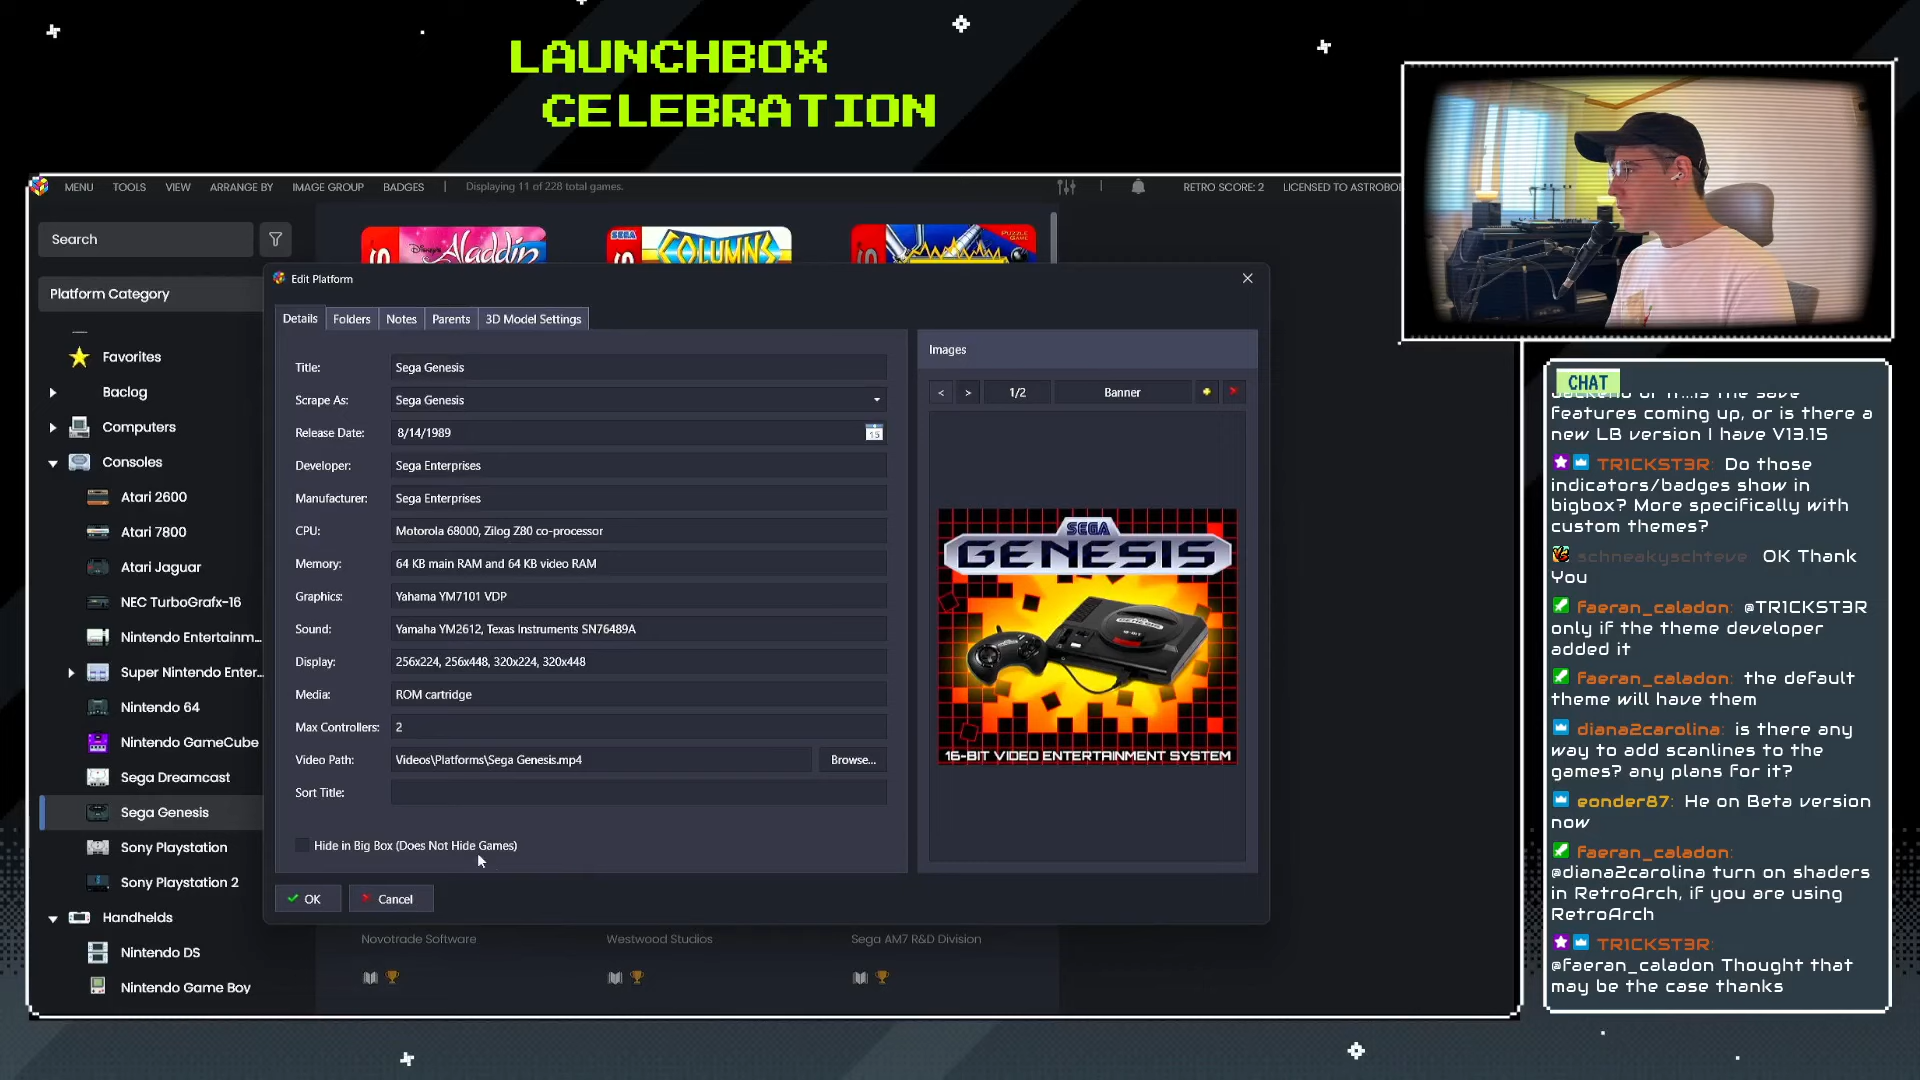 LAUNCHBOX
CELEBRATION
MENU
TOOLS
VIEW
ARRANGE BY
IMAGE GROUP
BADGES
Displaying 11 of 228 total games.
RETRO SCORE: 2
LICENSED TO
Search
Disney's Aladdin
SEGA
COLUMNS
PUZZLE GAME
Platform Category
Favorites
Baclog
Computers
Consoles
Atari 2600
Atari 7800
Atari Jaguar
NEC TurboGrafx-16
Nintendo Entertainm...
Super Nintendo Enter...
Nintendo 64
Nintendo GameCube
Sega Dreamcast
Sega Genesis
Sony Playstation
Sony Playstation 2
Handhelds
Nintendo DS
Nintendo Game Boy
Edit Platform
Details
Folders
Notes
Parents
3D Model Settings
Title:
Sega Genesis
Scrape As:
Sega Genesis
Release Date:
8/14/1989
15
Developer:
Sega Enterprises
Manufacturer:
Sega Enterprises
CPU:
Motorola 68000, Zilog Z80 co-processor
Memory:
64 KB main RAM and 64 KB video RAM
Graphics:
Yahama YM7101 VDP
Sound:
Yamaha YM2612, Texas Instruments SN76489A
Display:
256x224, 256x448, 320x224, 320x448
Media:
ROM cartridge
Max Controllers:
2
Video Path:
Videos\Platforms\Sega Genesis.mp4
Browse...
Sort Title:
Hide in Big Box (Does Not Hide Games)
OK
Cancel
Images
<
>
1/2
Banner
SEGA
GENESIS
16-BIT VIDEO ENTERTAINMENT SYSTEM
Novotrade Software
Westwood Studios
Sega AM7 R&D Division
CHAT
features coming up, or is there a
new LB version I have V13.15
TR1CKST3R: Do those
indicators/badges show in
bigbox? More specifically with
custom themes?
schneakyschteve OK Thank
You
faeran_caladon: @TR1CKST3R
only if the theme developer
added it
faeran_caladon: the default
theme will have them
diana2carolina: is there any
way to add scanlines to the
games? any plans for it?
eonder87: He on Beta version
now
faeran_caladon:
@diana2carolina turn on shaders
in RetroArch, if you are using
RetroArch
TR1CKST3R:
@faeran_caladon Thought that
may be the case thanks